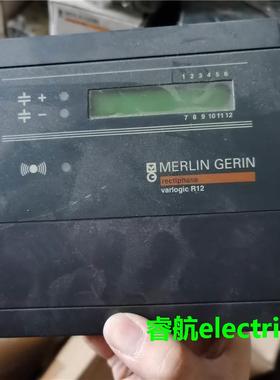 1 2 3 4 5 6
7 8 9 10 11 12
+
−
MERLIN GERIN
rectiphase
varlogic R12
睿航electric